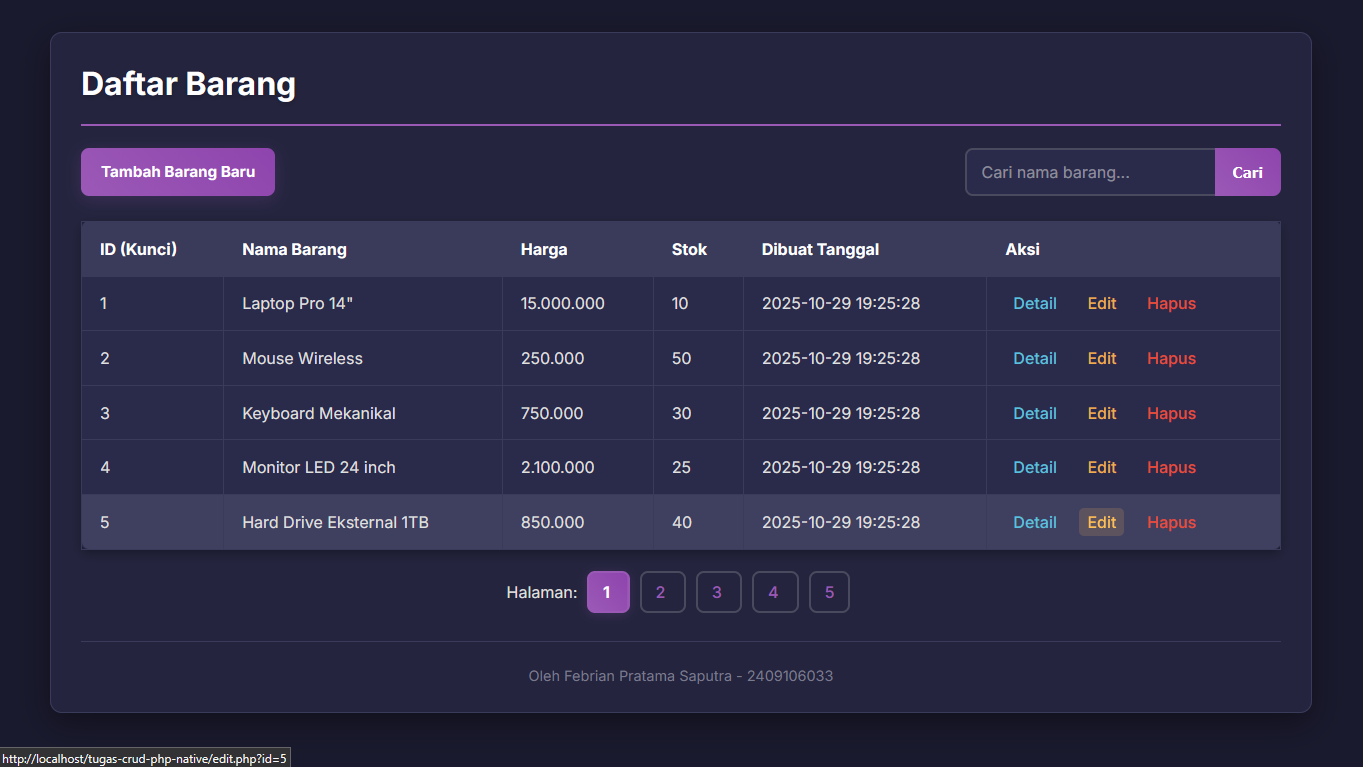 Daftar Barang
Tambah Barang Baru
Cari nama barang...
Cari
ID (Kunci) Nama Barang Harga Stok Dibuat Tanggal Aksi
1 Laptop Pro 14" 15.000.000 10 2025-10-29 19:25:28 Detail Edit Hapus
2 Mouse Wireless 250.000 50 2025-10-29 19:25:28 Detail Edit Hapus
3 Keyboard Mekanikal 750.000 30 2025-10-29 19:25:28 Detail Edit Hapus
4 Monitor LED 24 inch 2.100.000 25 2025-10-29 19:25:28 Detail Edit Hapus
5 Hard Drive Eksternal 1TB 850.000 40 2025-10-29 19:25:28 Detail Edit Hapus
Halaman: 1 2 3 4 5
Oleh Febrian Pratama Saputra - 2409106033
http://localhost/tugas-crud-php-native/edit.php?id=5